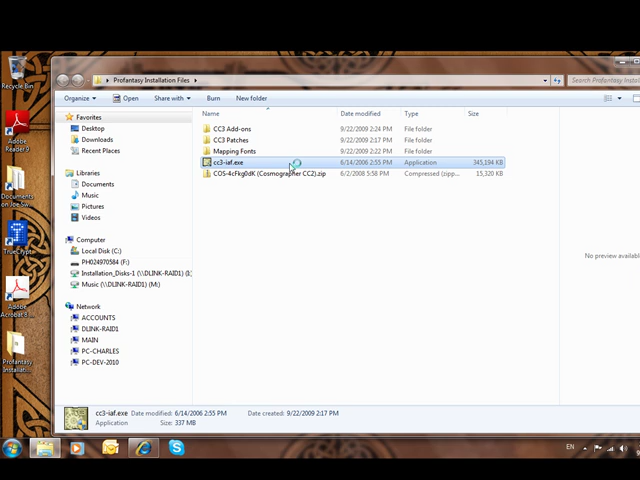 Recycle Bin
Adobe
Reader 9
Documents
on Joe Sw...
TrueCrypt
Adobe
Acrobat 8...
Profantasy
Installati...
Profantasy Installation Files
Search Profantasy Instal
Organize
Open
Share with
Burn
New folder
Favorites
Desktop
Downloads
Recent Places
Libraries
Documents
Music
Pictures
Videos
Computer
Local Disk (C:)
PH024970584 (F:)
Installation_Disks-1 (\\DLINK-RAID1) (I:)
Music (\\DLINK-RAID1) (M:)
Network
ACCOUNTS
DLINK-RAID1
MAIN
PC-CHARLES
PC-DEV-2010
Name Date modified Type Size
CC3 Add-ons 9/22/2009 2:24 PM File folder
CC3 Patches 9/22/2009 2:17 PM File folder
Mapping Fonts 9/22/2009 2:22 PM File folder
cc3-iaf.exe 6/14/2006 2:55 PM Application 345,194 KB
COS-4cFkg0dK (Cosmographer CC2).zip 6/2/2008 5:58 PM Compressed (zipp... 15,320 KB
No preview availabl
cc3-iaf.exe Date modified: 6/14/2006 2:55 PM Date created: 9/22/2009 2:17 PM
Application Size: 337 MB
EN